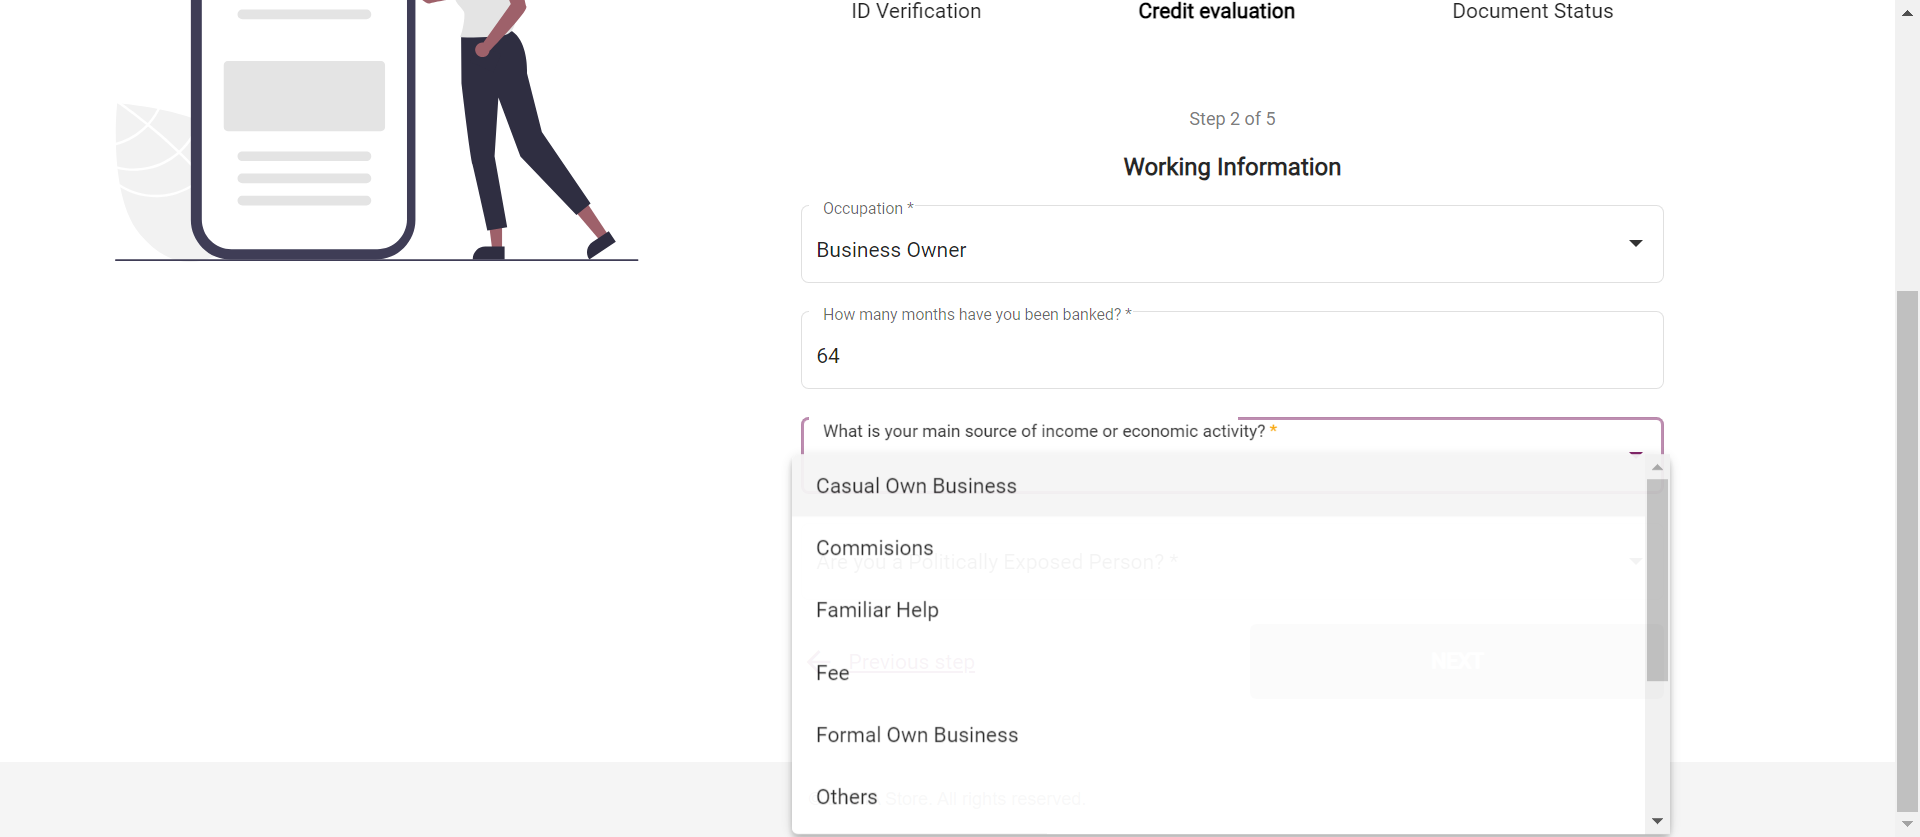 ID Verification
Credit evaluation
Document Status
Step 2 of 5
Working Information
Occupation *
Business Owner
How many months have you been banked? *
64
What is your main source of income or economic activity? *
Casual Own Business
Commisions
Are you a Politically Exposed Person? *
Familiar Help
Previous step
NEXT
Fee
Formal Own Business
Others
Store. All rights reserved.